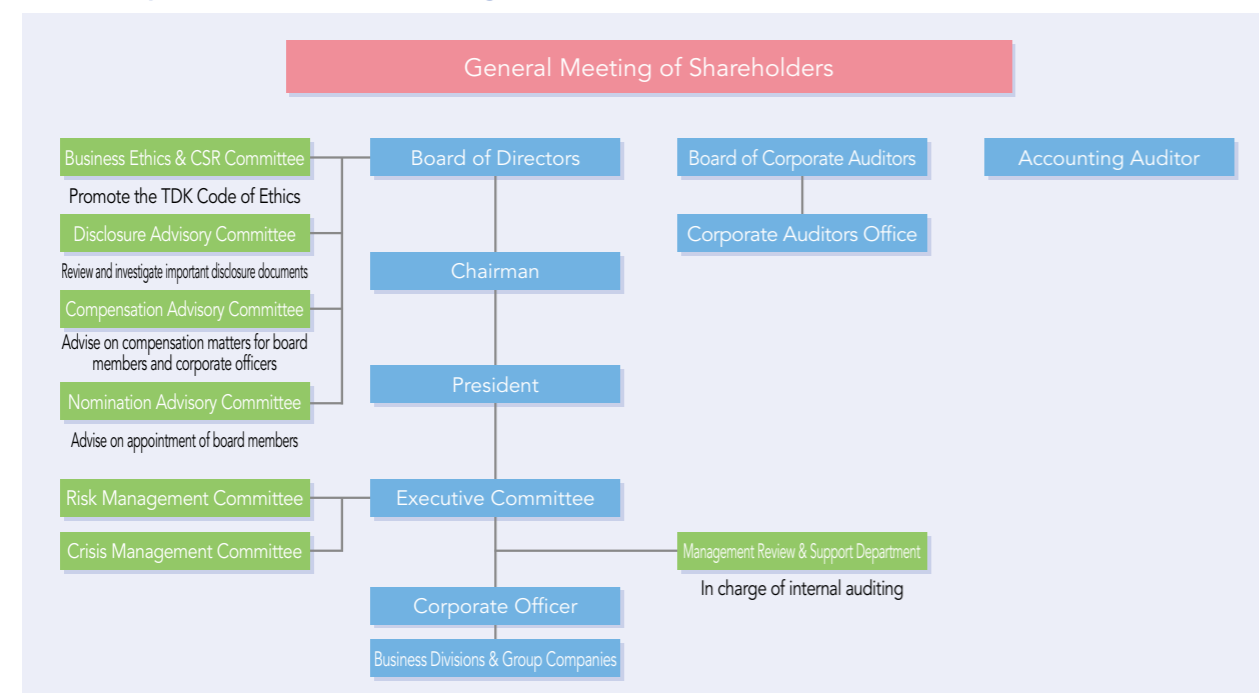 General Meeting of Shareholders
Business Ethics & CSR Committee
Board of Directors
Board of Corporate Auditors
Accounting Auditor
Promote the TDK Code of Ethics
Disclosure Advisory Committee
Corporate Auditors Office
Review and investigate important disclosure documents
Chairman
Compensation Advisory Committee
Advise on compensation matters for board
members and corporate officers
President
Nomination Advisory Committee
Advise on appointment of board members
Risk Management Committee
Executive Committee
Crisis Management Committee
Management Review & Support Department
In charge of internal auditing
Corporate Officer
Business Divisions & Group Companies